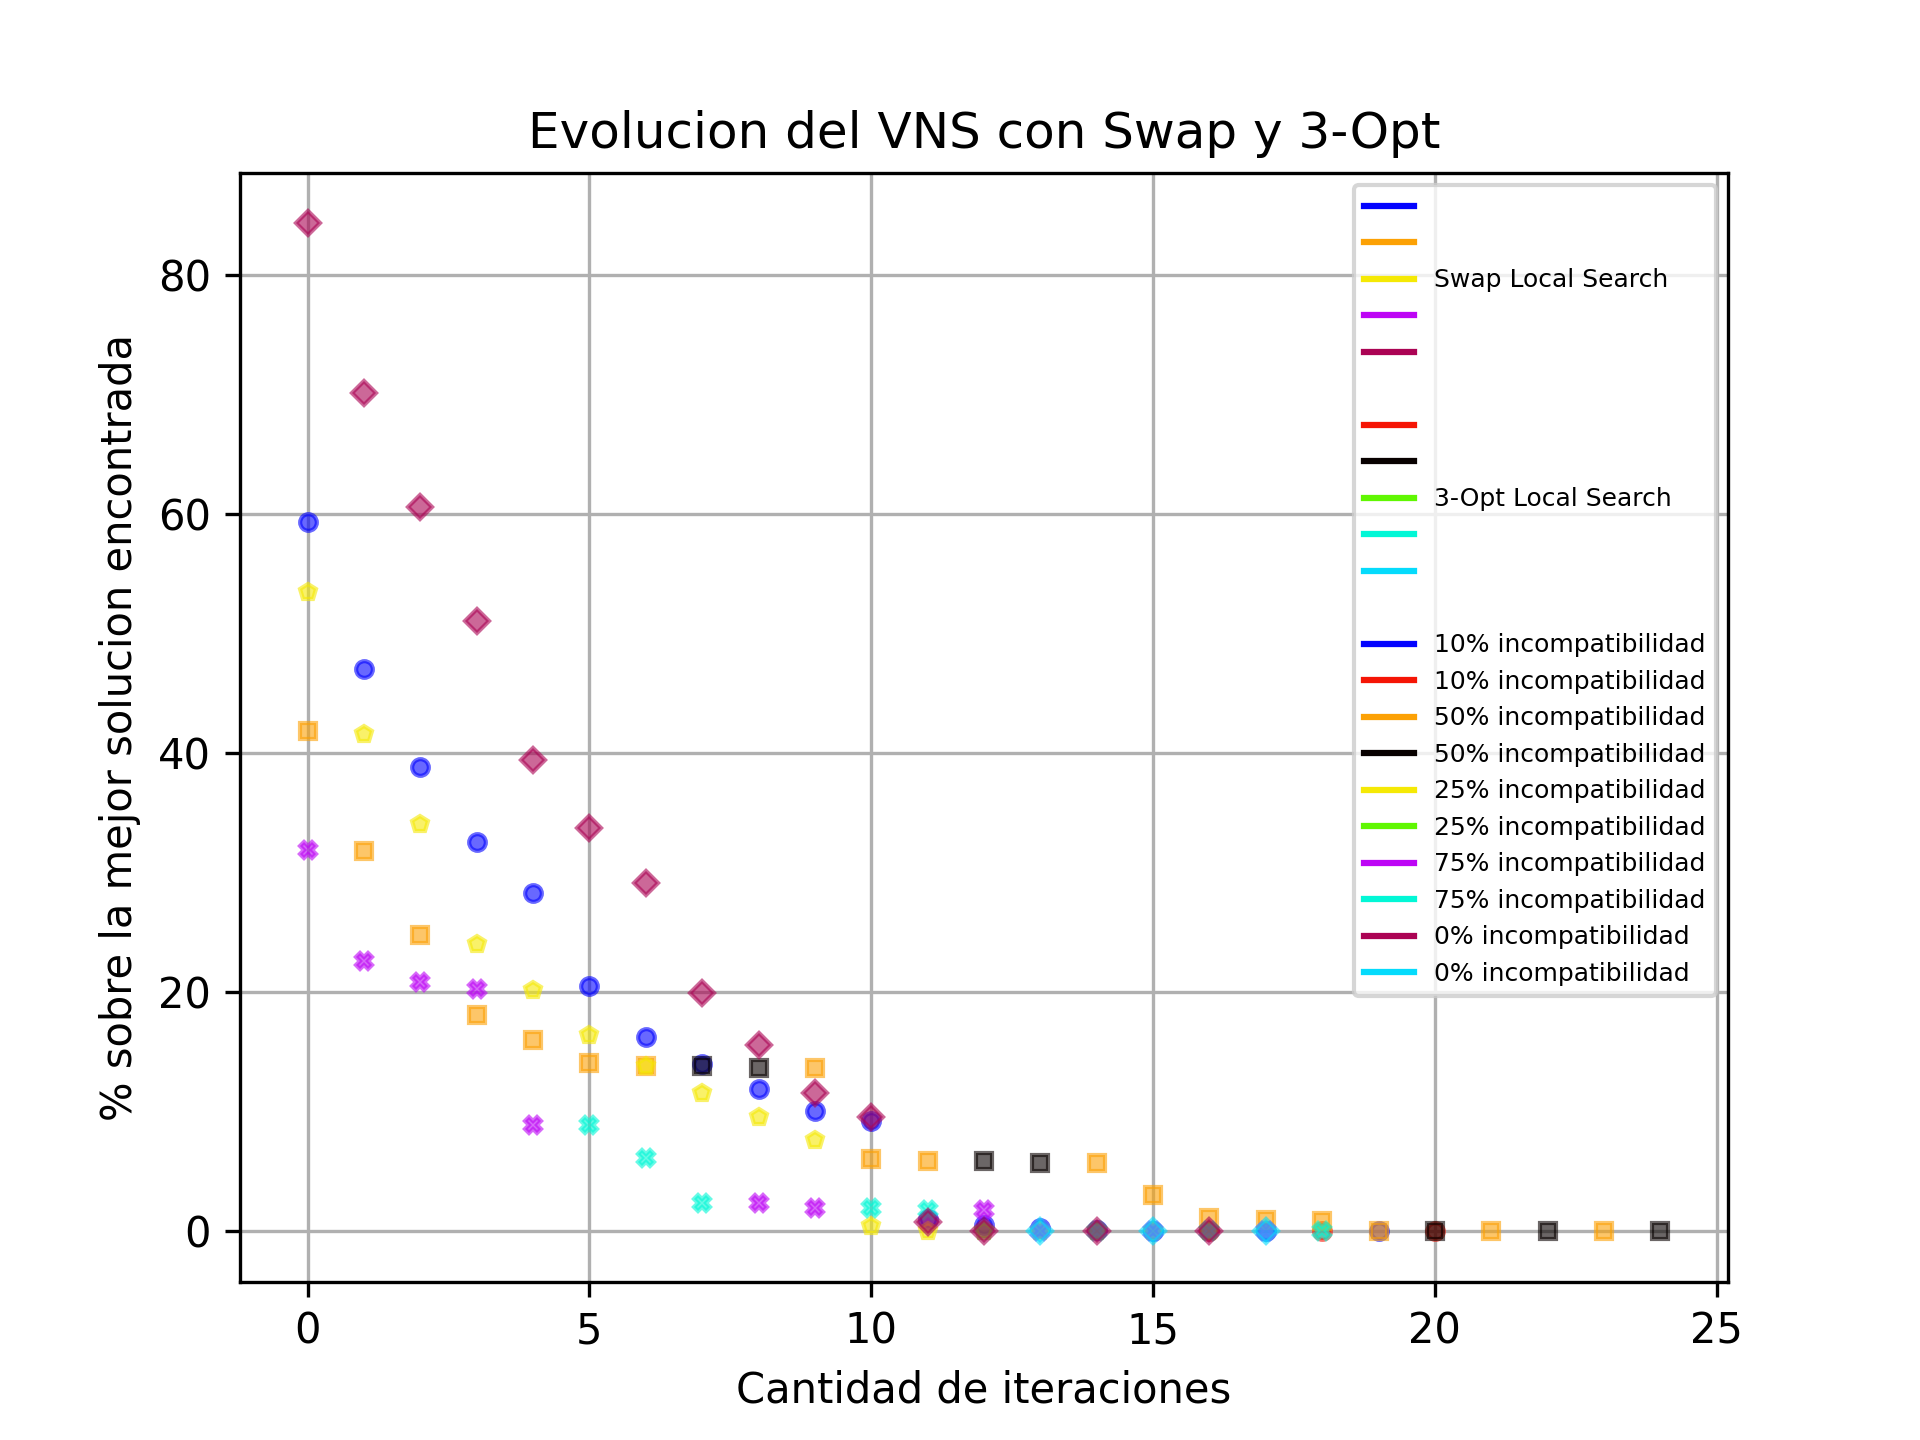 Evolucion del VNS con Swap y 3-Opt
% sobre la mejor solucion encontrada
80
60
40
20
0
Swap Local Search
3-Opt Local Search
10% incompatibilidad
10% incompatibilidad
50% incompatibilidad
50% incompatibilidad
25% incompatibilidad
25% incompatibilidad
75% incompatibilidad
75% incompatibilidad
0% incompatibilidad
0% incompatibilidad
0 5 10 15 20 25
Cantidad de iteraciones